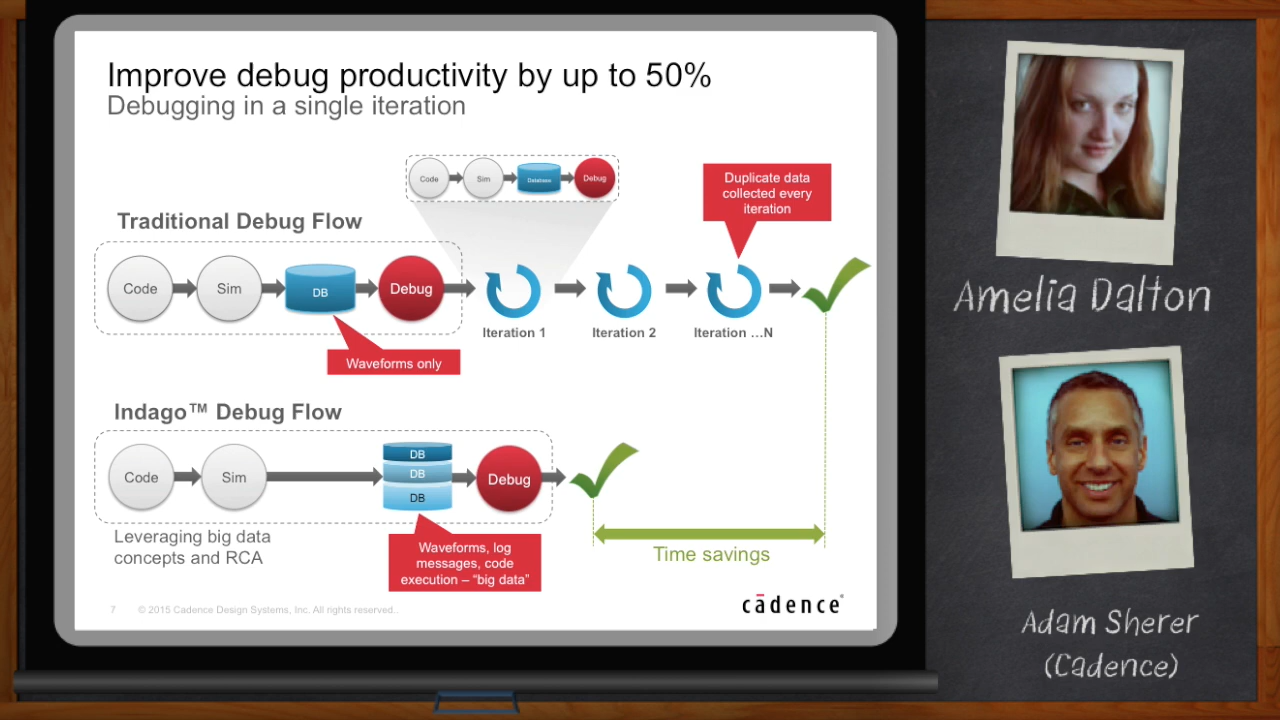 Improve debug productivity by up to 50%
Debugging in a single iteration
Code
Sim
Database
Debug
Duplicate data
collected every
iteration
Traditional Debug Flow
Code
Sim
DB
Debug
Iteration 1
Iteration 2
Iteration ...N
Waveforms only
Indago™ Debug Flow
Code
Sim
DB
DB
DB
Debug
Leveraging big data
concepts and RCA
Waveforms, log
messages, code
execution – "big data"
Time savings
7 © 2015 Cadence Design Systems, Inc. All rights reserved..
cādence®
Amelia Dalton
Adam Sherer
(Cadence)